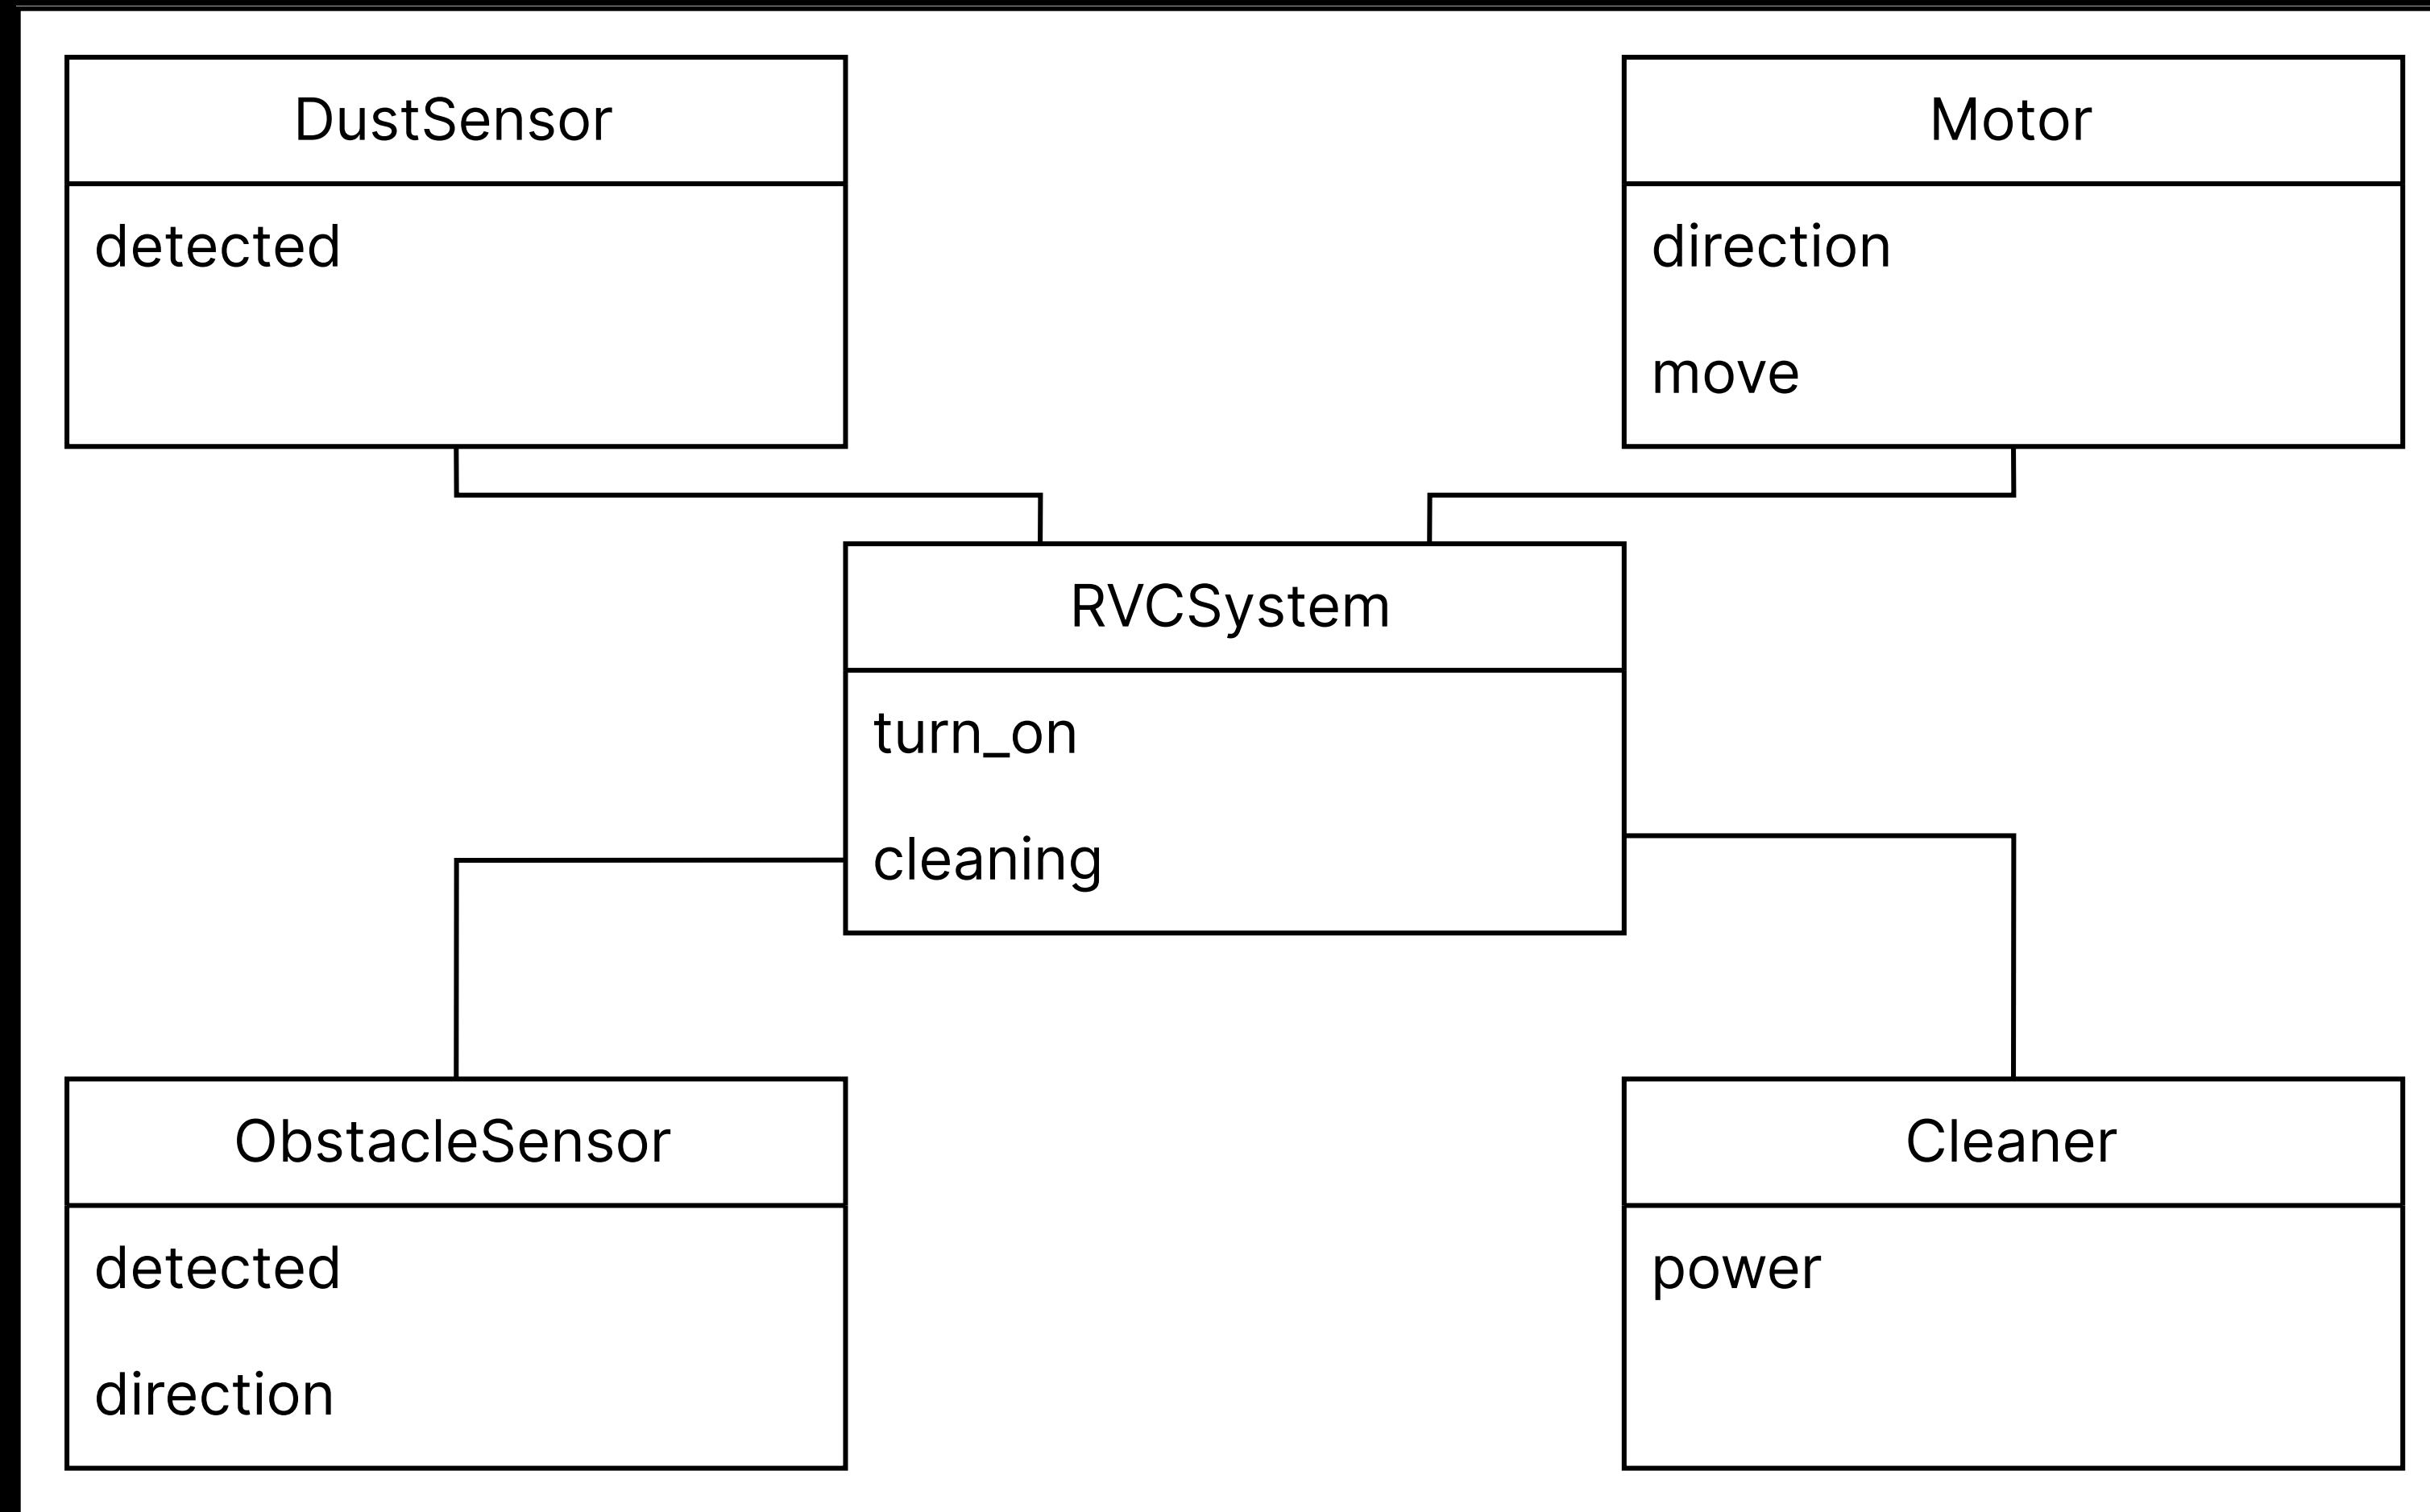 DustSensor
detected
Motor
direction
move
RVCSystem
turn_on
cleaning
ObstacleSensor
detected
direction
Cleaner
power